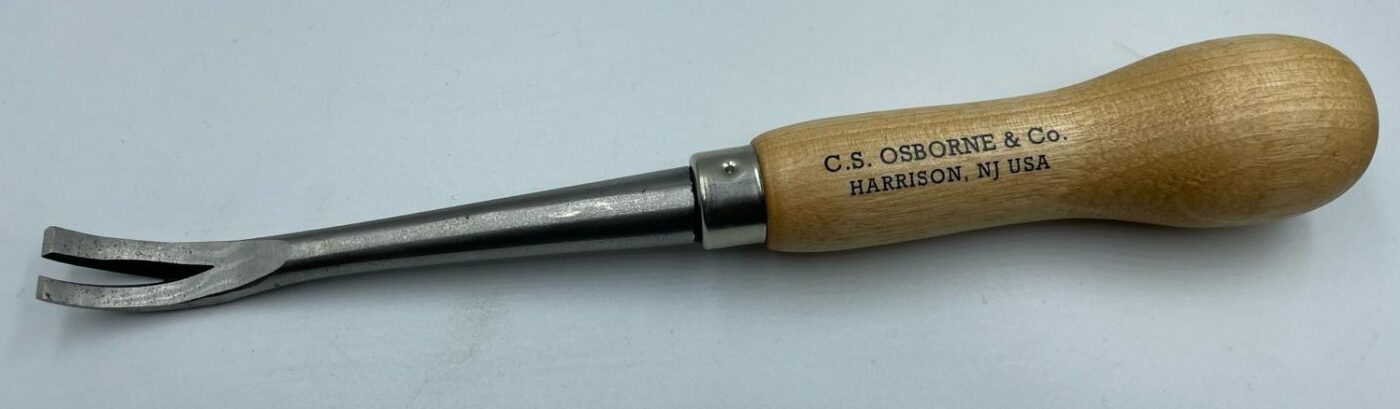 C.S. OSBORNE & Co.
HARRISON, NJ USA